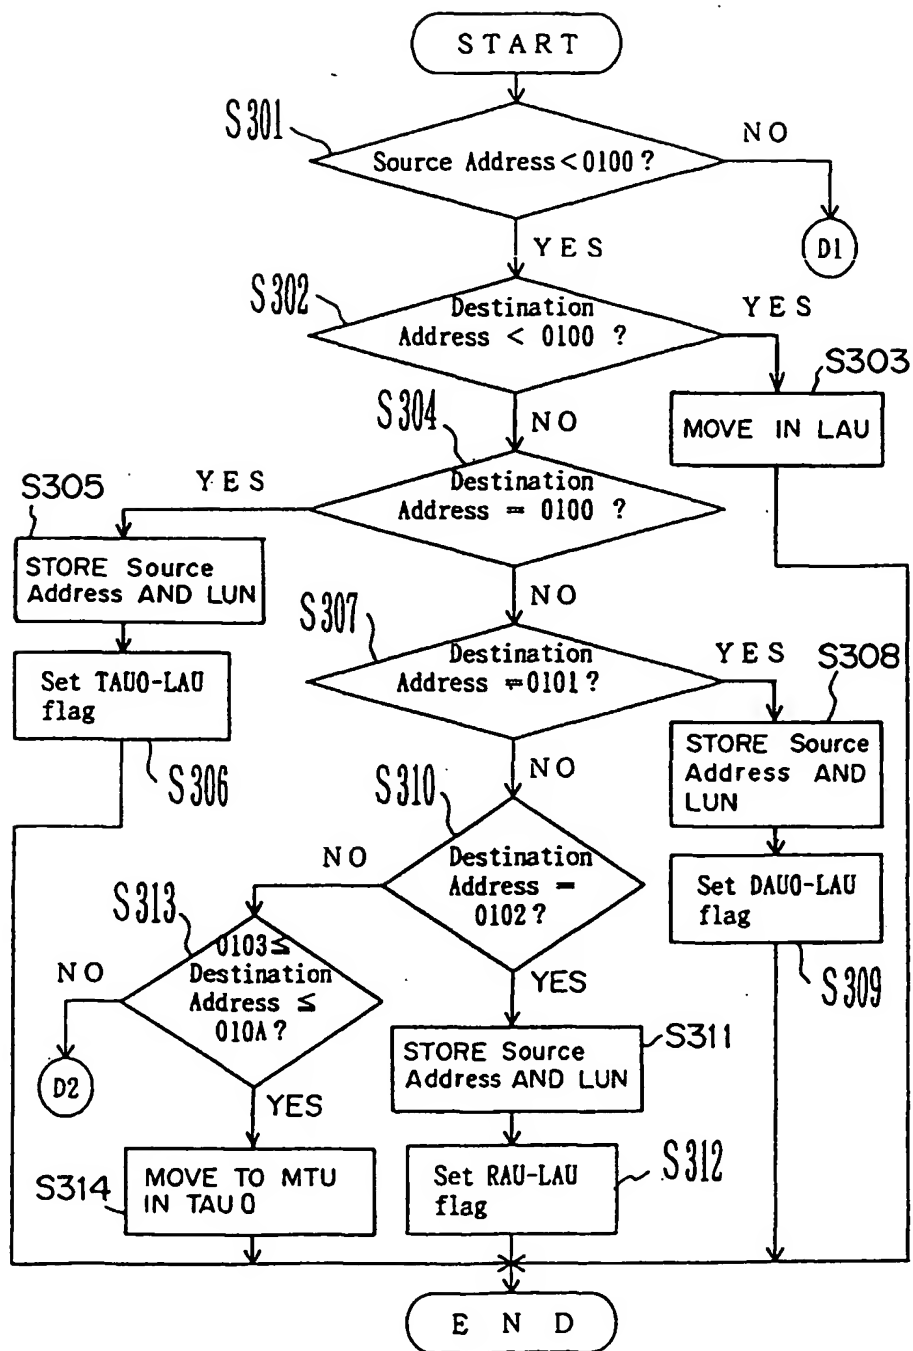 START
S301
Source Address < 0100 ?
NO
D1
YES
S302
Destination
Address < 0100 ?
YES
S303
MOVE IN LAU
NO
S304
Destination
Address = 0100 ?
YES
S305
STORE Source
Address AND LUN
Set TAU0-LAU
flag
S306
NO
S307
Destination
Address = 0101 ?
YES
S308
STORE Source
Address AND
LUN
Set DAU0-LAU
flag
S309
NO
S310
Destination
Address =
0102 ?
NO
S313
0103 ≦
Destination
Address ≦
010A ?
NO
D2
YES
S314
MOVE TO MTU
IN TAU 0
YES
S311
STORE Source
Address AND LUN
Set RAU-LAU
flag
S312
END